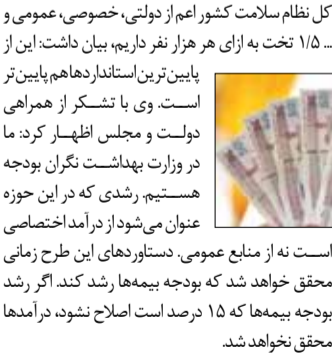 کل نظام سلامت کشور اعم از دولتی، خصوصی، عمومی و
... ۱/۵ تخت به ازای هر هزار نفر داریم، بیان داشت: این از
پایین‌ترین استانداردها هم پایین‌تر
است. وی با تشکر از همراهی
دولت و مجلس اظهار کرد: ما
در وزارت بهداشت نگران بودجه
هستیم. رشدی که در این حوزه
عنوان می‌شود از درآمد اختصاصی
است نه از منابع عمومی. دستاوردهای این طرح زمانی
محقق خواهد شد که بودجه بیمه‌ها رشد کند. اگر رشد
بودجه بیمه‌ها که ۱۵ درصد است اصلاح نشود، درآمدها
محقق نخواهد شد.